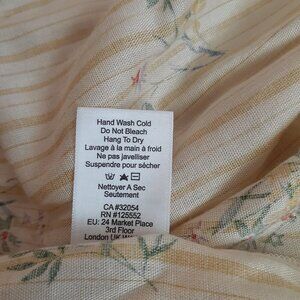 Hand Wash Cold
Do Not Bleach
Hang To Dry
Lavage à la main à froid
Ne pas javelliser
Suspendre pour sécher
Nettoyer A Sec
Seutement
CA #32054
RN #125552
EU: 24 Market Place
3rd Floor
London UK